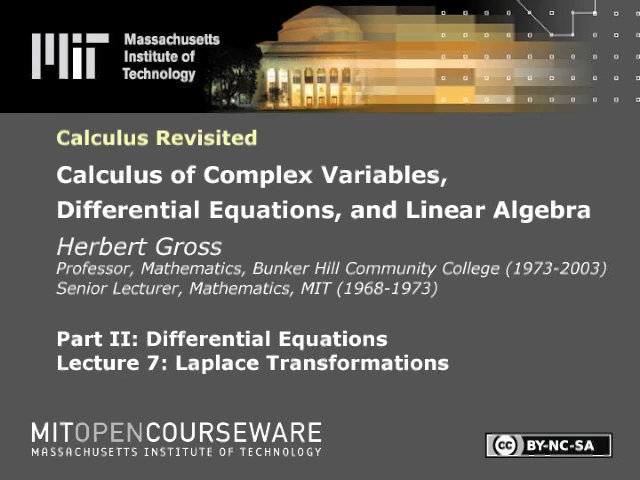 Massachusetts
Institute of
Technology
Calculus Revisited
Calculus of Complex Variables,
Differential Equations, and Linear Algebra
Herbert Gross
Professor, Mathematics, Bunker Hill Community College (1973-2003)
Senior Lecturer, Mathematics, MIT (1968-1973)
Part II: Differential Equations
Lecture 7: Laplace Transformations
MITOPENCOURSEWARE
MASSACHUSETTS INSTITUTE OF TECHNOLOGY
cc BY-NC-SA